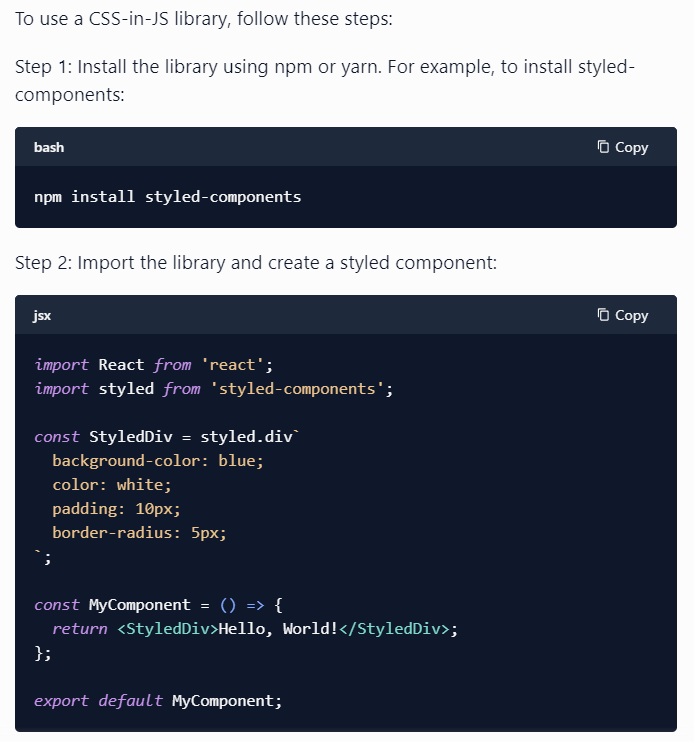 To use a CSS-in-JS library, follow these steps:
Step 1: Install the library using npm or yarn. For example, to install styled-
components:
bash
Copy
npm install styled-components
Step 2: Import the library and create a styled component:
jsx
Copy
import React from 'react';
import styled from 'styled-components';
const StyledDiv = styled.div`
  background-color: blue;
  color: white;
  padding: 10px;
  border-radius: 5px;
`;
const MyComponent = () => {
  return <StyledDiv>Hello, World!</StyledDiv>;
};
export default MyComponent;